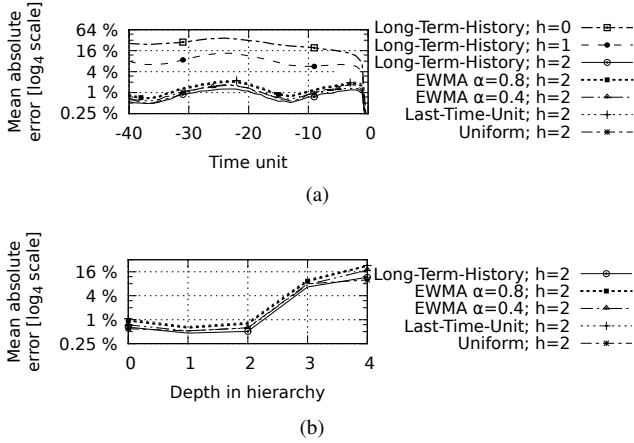 Mean absolute
error [log₄ scale]
64 %
16 %
4 %
1 %
0.25 %
-40
-30
-20
-10
0
Time unit
Long-Term-History; h=0
Long-Term-History; h=1
Long-Term-History; h=2
EWMA α=0.8; h=2
EWMA α=0.4; h=2
Last-Time-Unit; h=2
Uniform; h=2
(a)
Mean absolute
error [log₄ scale]
16 %
4 %
1 %
0.25 %
0
1
2
3
4
Depth in hierarchy
Long-Term-History; h=2
EWMA α=0.8; h=2
EWMA α=0.4; h=2
Last-Time-Unit; h=2
Uniform; h=2
(b)